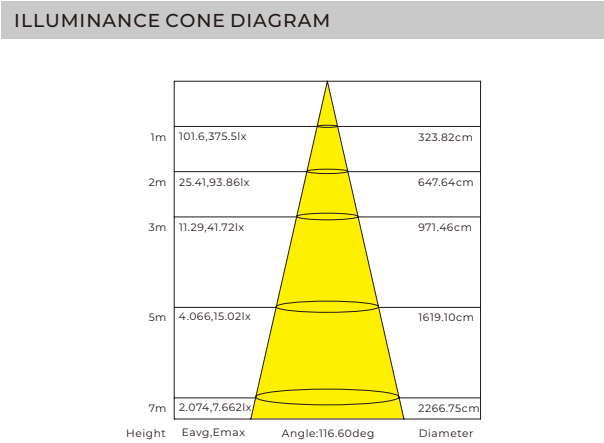 ILLUMINANCE CONE DIAGRAM
1m 101.6,375.5lx 323.82cm
2m 25.41,93.86lx 647.64cm
3m 11.29,41.72lx 971.46cm
5m 4.066,15.02lx 1619.10cm
7m 2.074,7.662lx 2266.75cm
Height Eavg,Emax Angle:116.60deg Diameter